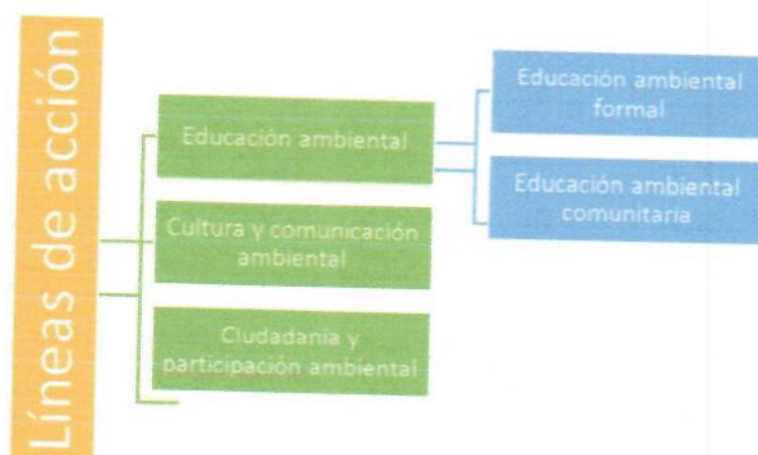 Líneas de acción
Educación ambiental
Cultura y comunicación
ambiental
Ciudadanía y
participación ambiental
Educación ambiental
formal
Educación ambiental
comunitaria